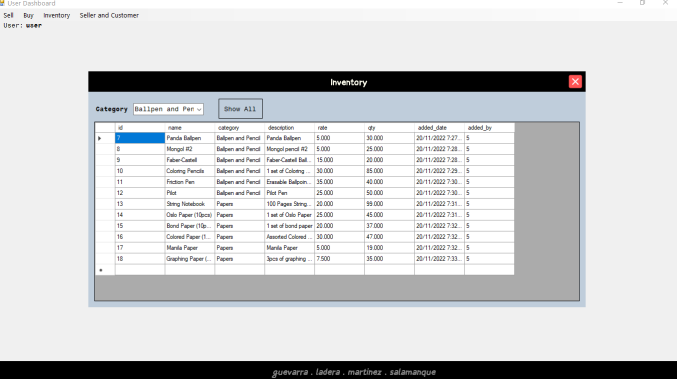 User Dashboard
Sell Buy Inventory Seller and Customer
User: user
Inventory
Category Ballpen and Per Show All
id name category description rate qty added_date added_by
7 Panda Ballpen Ballpen and Pencil Panda Ballpen 5.000 30.000 20/11/2022 7:27... 5
8 Mongol #2 Ballpen and Pencil Mongol pencil #2 5.000 25.000 20/11/2022 7:28... 5
9 Faber-Castell Ballpen and Pencil Faber-Castell Ball... 15.000 20.000 20/11/2022 7:28... 5
10 Coloring Pencils Ballpen and Pencil 1 set of Coloring ... 30.000 85.000 20/11/2022 7:29... 5
11 Friction Pen Ballpen and Pencil Erasable Ballpoin... 35.000 40.000 20/11/2022 7:30... 5
12 Pilot Ballpen and Pencil Pilot Pen 25.000 50.000 20/11/2022 7:30... 5
13 String Notebook Papers 100 Pages String... 20.000 99.000 20/11/2022 7:31... 5
14 Oslo Paper (10pcs) Papers 1 set of Oslo Paper 25.000 45.000 20/11/2022 7:31... 5
15 Bond Paper (10p... Papers 1 set of bond paper 20.000 37.000 20/11/2022 7:32... 5
16 Colored Paper (1... Papers Assorted Colored ... 30.000 47.000 20/11/2022 7:32... 5
17 Manila Paper Papers Manila Paper 5.000 19.000 20/11/2022 7:32... 5
18 Graphing Paper (... Papers 3pcs of graphing ... 7.500 35.000 20/11/2022 7:33... 5
guevarra . ladera . martinez . salamanque